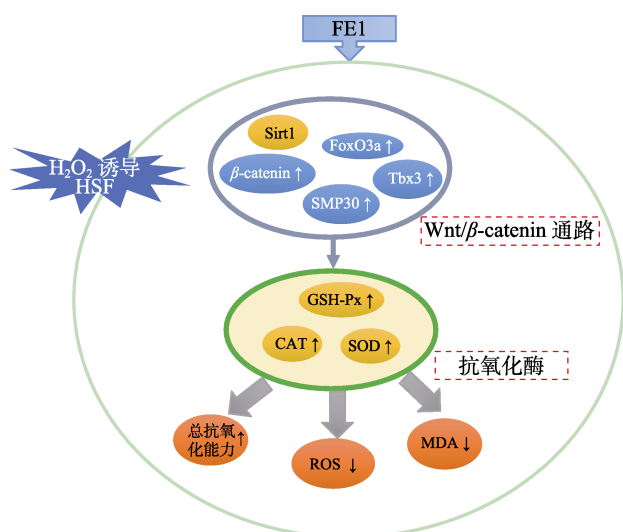 FE1
H₂O₂ 诱导
HSF
Sirt1
FoxO3a ↑
β-catenin ↑
Tbx3 ↑
SMP30 ↑
Wnt/β-catenin 通路
GSH-Px ↑
CAT ↑
SOD ↑
抗氧化酶
总抗氧
化能力 ↑
ROS ↓
MDA ↓